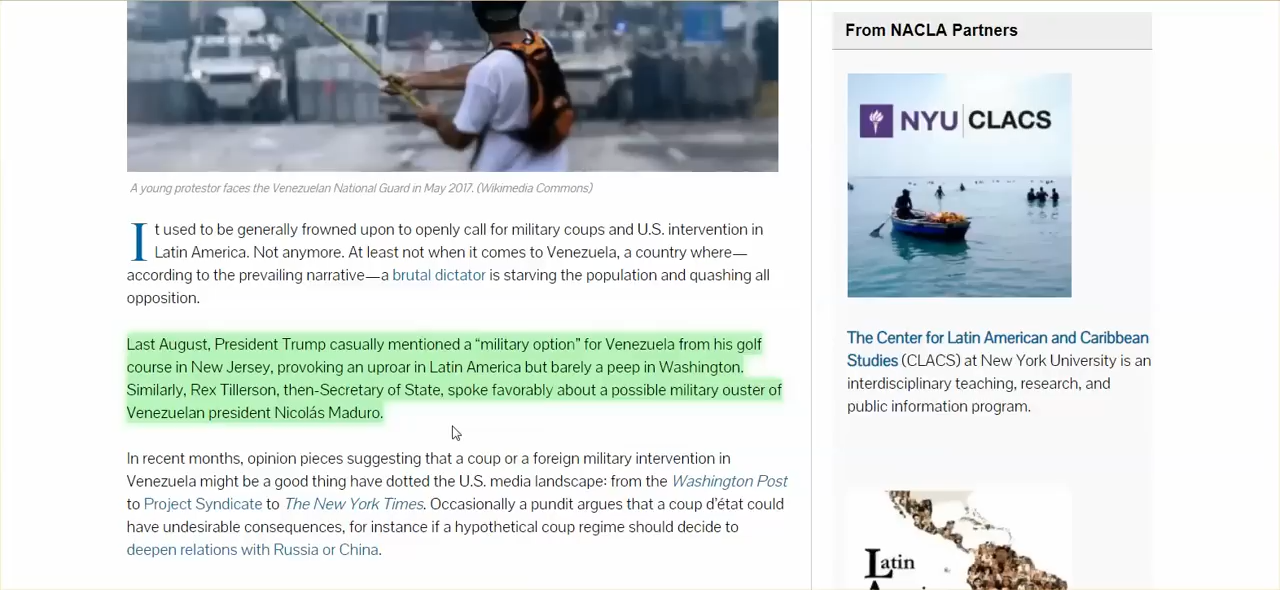 A young protestor faces the Venezuelan National Guard in May 2017. (Wikimedia Commons)
It used to be generally frowned upon to openly call for military coups and U.S. intervention in
Latin America. Not anymore. At least not when it comes to Venezuela, a country where—
according to the prevailing narrative—a brutal dictator is starving the population and quashing all
opposition.
Last August, President Trump casually mentioned a “military option” for Venezuela from his golf
course in New Jersey, provoking an uproar in Latin America but barely a peep in Washington.
Similarly, Rex Tillerson, then-Secretary of State, spoke favorably about a possible military ouster of
Venezuelan president Nicolás Maduro.
In recent months, opinion pieces suggesting that a coup or a foreign military intervention in
Venezuela might be a good thing have dotted the U.S. media landscape: from the Washington Post
to Project Syndicate to The New York Times. Occasionally a pundit argues that a coup d’état could
have undesirable consequences, for instance if a hypothetical coup regime should decide to
deepen relations with Russia or China.
From NACLA Partners
NYU CLACS
The Center for Latin American and Caribbean
Studies (CLACS) at New York University is an
interdisciplinary teaching, research, and
public information program.
Latin